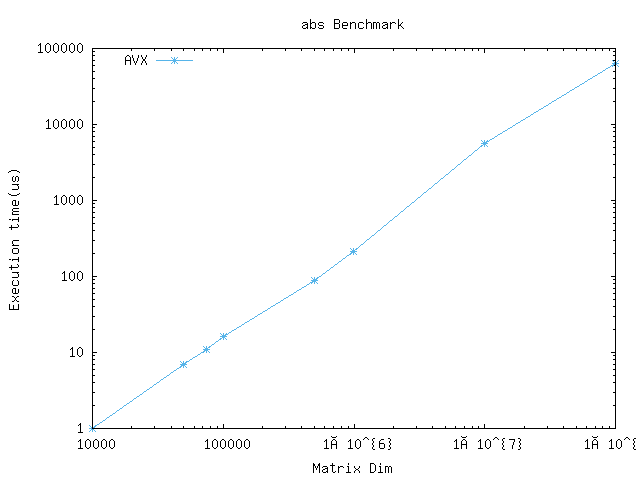 abs Benchmark
100000
AVX
10000
1000
100
10
1
Execution time(us)
10000 100000 1Ã 10^{6} 1Ã 10^{7} 1Ã 10^{
Matrix Dim